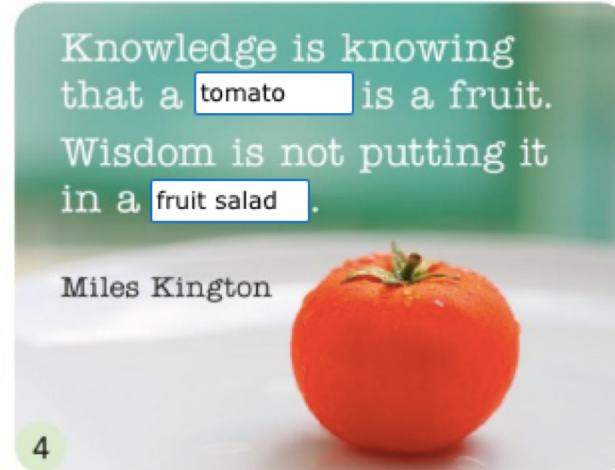 Knowledge is knowing
that a tomato is a fruit.
Wisdom is not putting it
in a fruit salad.
Miles Kington
4